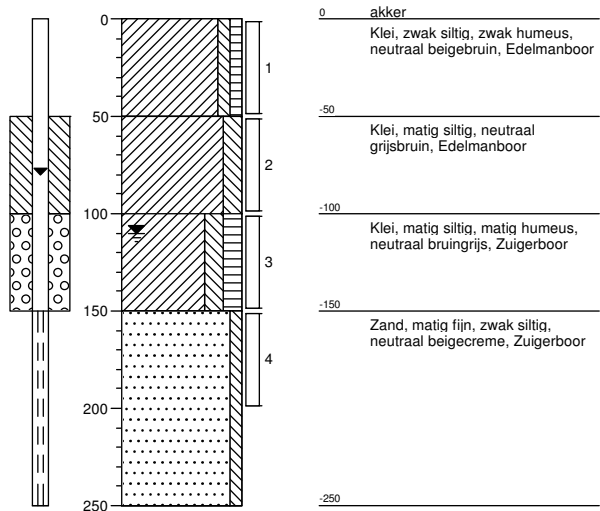 0
50
100
150
200
250
1
2
3
4
0 akker
Klei, zwak siltig, zwak humeus,
neutraal beigebruin, Edelmanboor
-50
Klei, matig siltig, neutraal
grijsbruin, Edelmanboor
-100
Klei, matig siltig, matig humeus,
neutraal bruingrijs, Zuigerboor
-150
Zand, matig fijn, zwak siltig,
neutraal beigecreme, Zuigerboor
-250